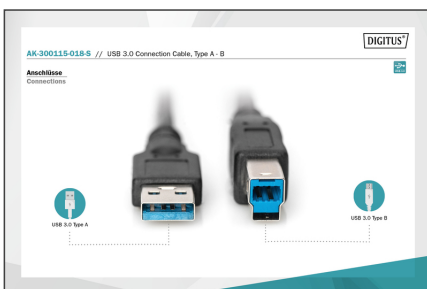 DIGITUS®
AK-300115-018-S // USB 3.0 Connection Cable, Type A - B
Anschlüsse
Connections
USB 3.0 Type A
USB 3.0 Type B